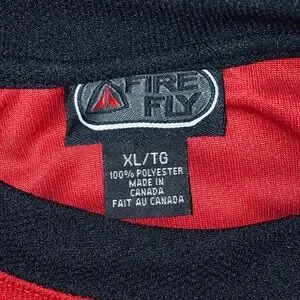 FIRE
FLY
XL/TG
100% POLYESTER
MADE IN
CANADA
FAIT AU CANADA